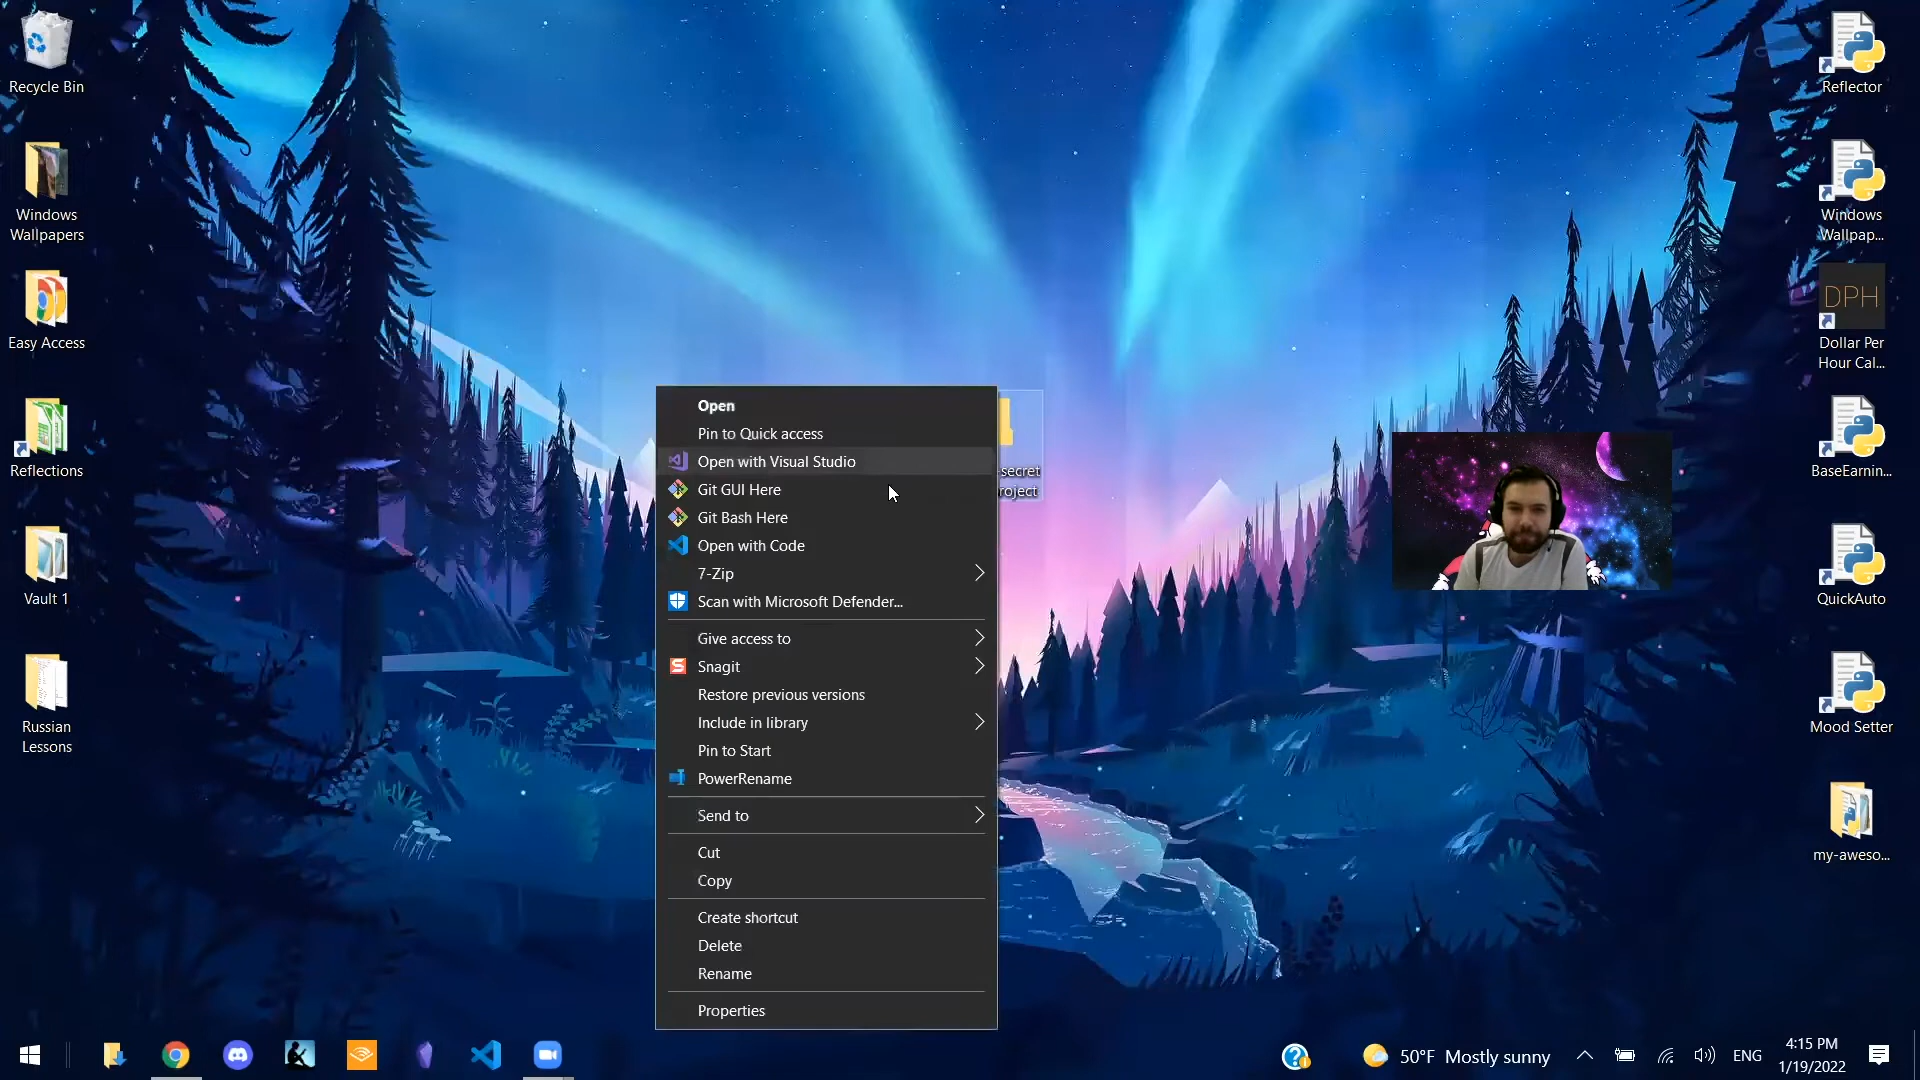 Recycle Bin
Windows
Wallpapers
Easy Access
Reflections
Vault 1
Russian
Lessons
Open
Pin to Quick access
Open with Visual Studio
Git GUI Here
Git Bash Here
Open with Code
7-Zip
Scan with Microsoft Defender...
Give access to
Snagit
Restore previous versions
Include in library
Pin to Start
PowerRename
Send to
Cut
Copy
Create shortcut
Delete
Rename
Properties
-secret
roject
Reflector
Windows
Wallpap...
DPH
Dollar Per
Hour Cal...
BaseEarnin...
QuickAuto
Mood Setter
my-aweso...
50°F Mostly sunny
ENG
4:15 PM
1/19/2022